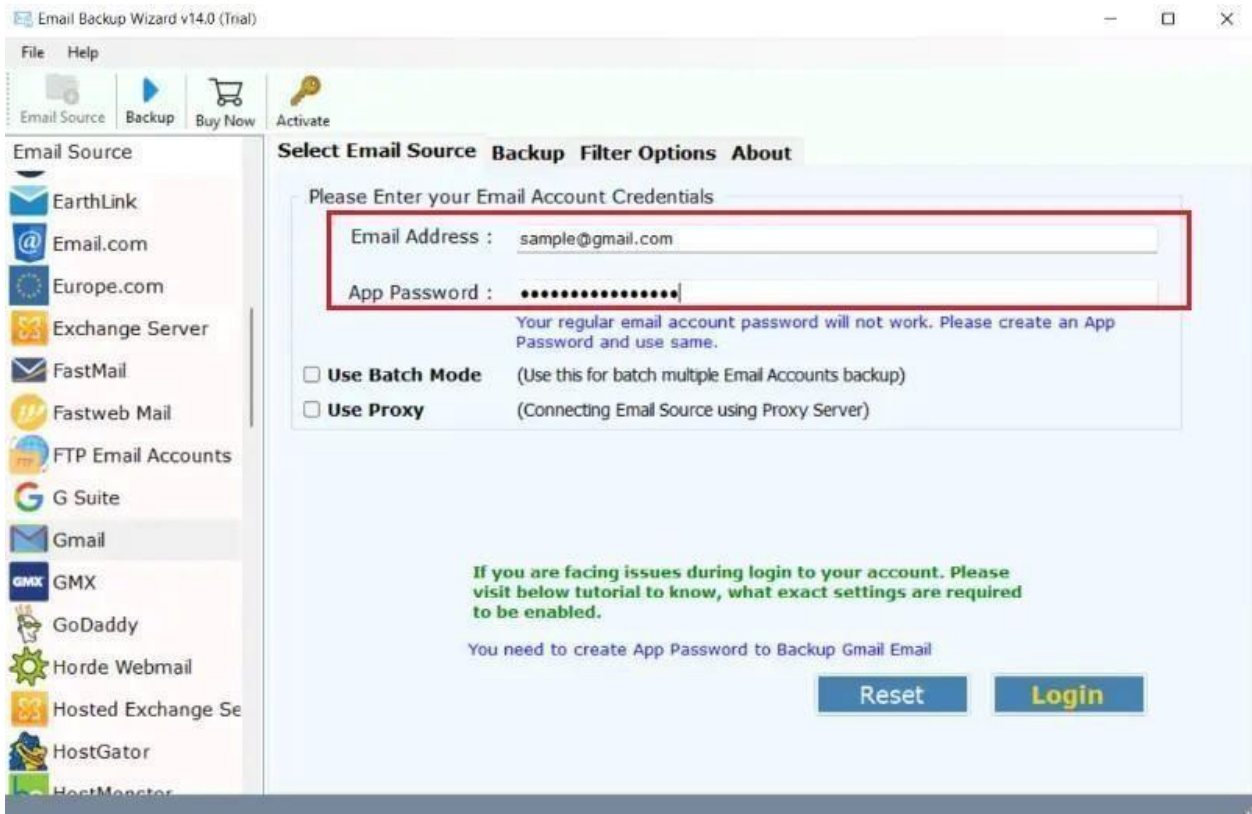 Email Backup Wizard v14.0 (Trial)
File Help
Email Source Backup Buy Now Activate
Email Source
EarthLink
@ Email.com
Europe.com
Exchange Server
FastMail
Fastweb Mail
FTP FTP Email Accounts
G G Suite
Gmail
GMX GMX
GoDaddy
Horde Webmail
Hosted Exchange Se
HostGator
HostMonster
Select Email Source Backup Filter Options About
Please Enter your Email Account Credentials
Email Address : sample@gmail.com
App Password : ••••••••••••••••
Your regular email account password will not work. Please create an App
Password and use same.
Use Batch Mode (Use this for batch multiple Email Accounts backup)
Use Proxy (Connecting Email Source using Proxy Server)
If you are facing issues during login to your account. Please
visit below tutorial to know, what exact settings are required
to be enabled.
You need to create App Password to Backup Gmail Email
Reset Login